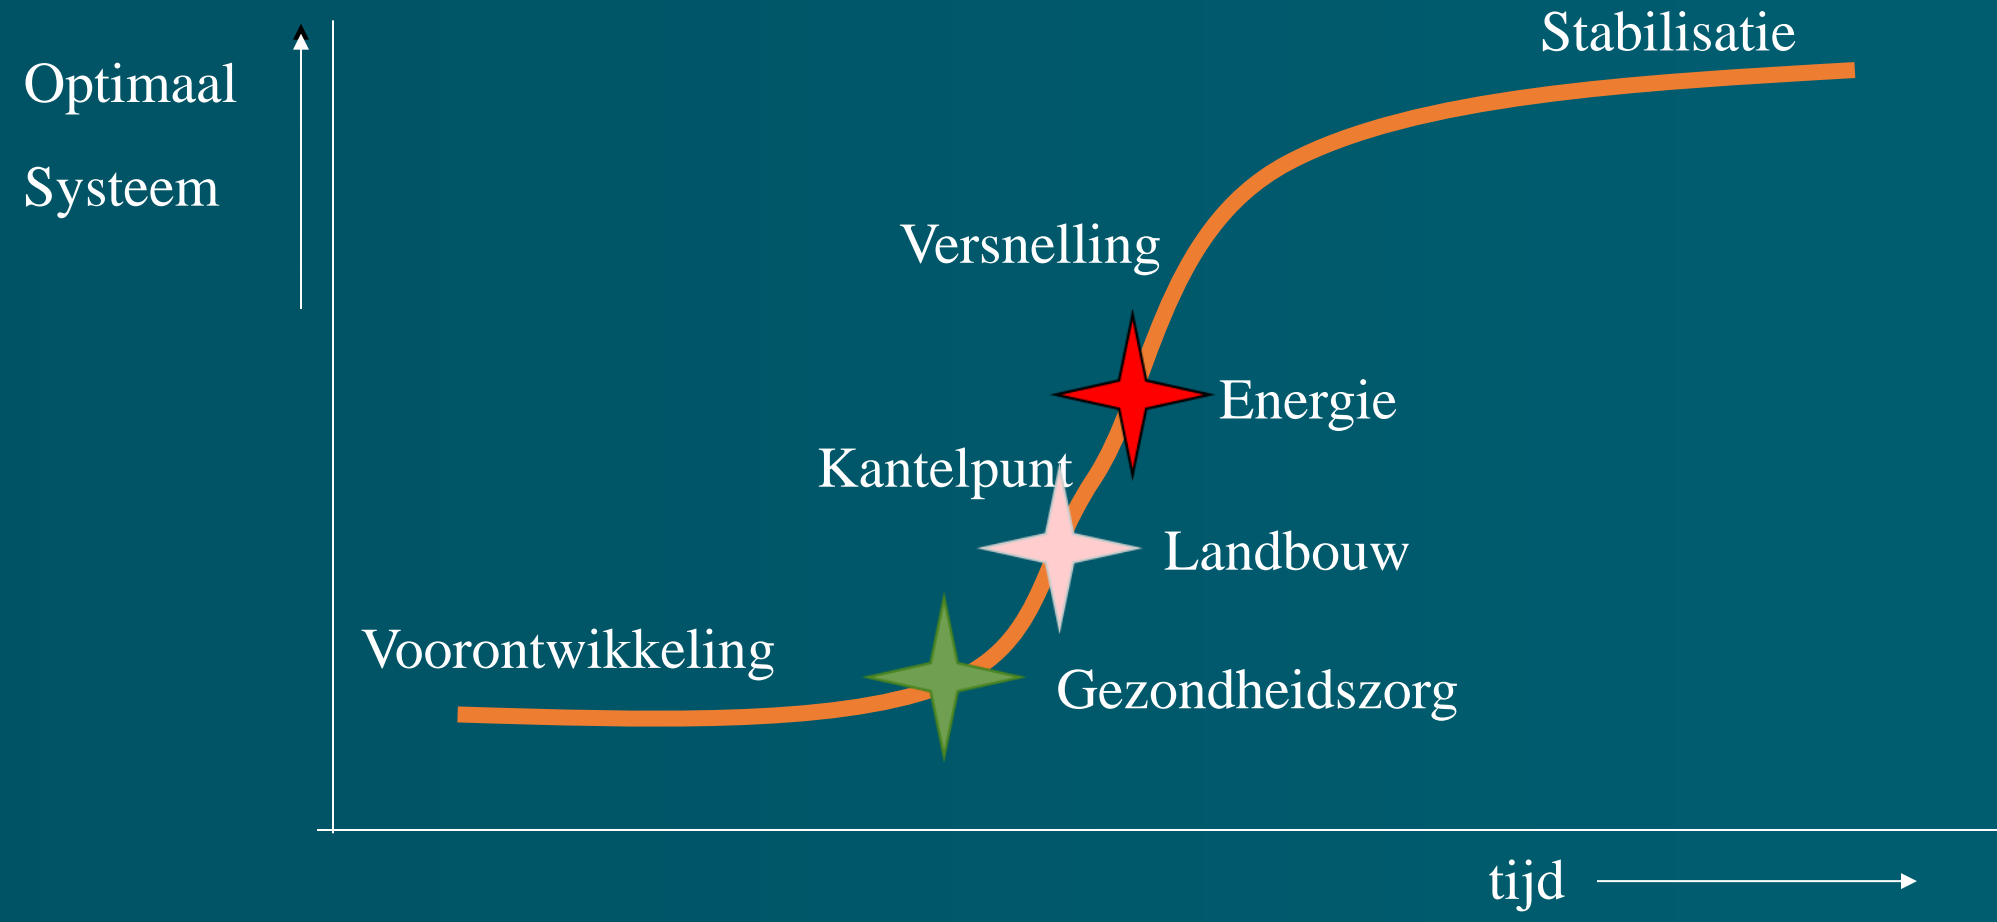 Stabilisatie
Optimaal
Systeem
Versnelling
Energie
Kantelpunt
Landbouw
Voorontwikkeling
Gezondheidszorg
tijd